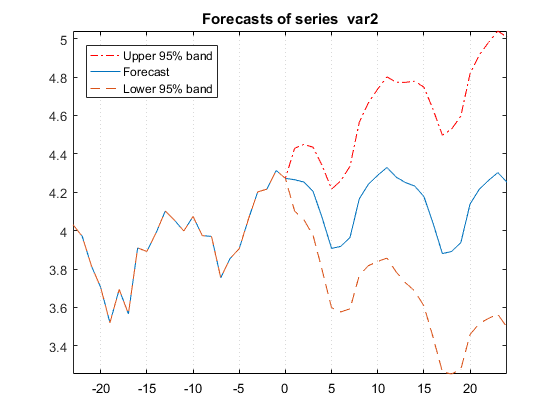 Forecasts of series var2
Upper 95% band
Forecast
Lower 95% band
5
4.8
4.6
4.4
4.2
4
3.8
3.6
3.4
-20 -15 -10 -5 0 5 10 15 20